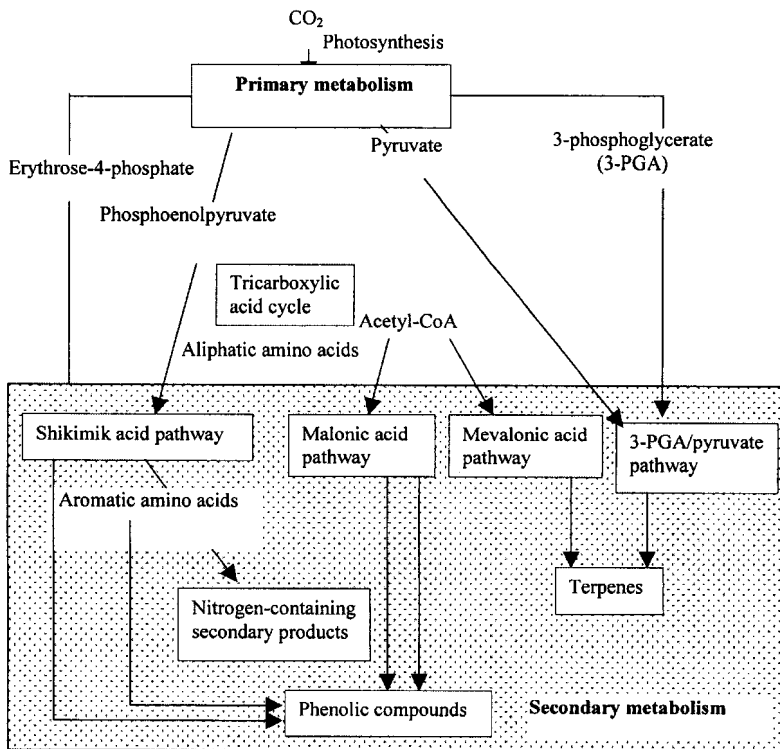 CO₂
Photosynthesis
Primary metabolism
Pyruvate
3-phosphoglycerate
(3-PGA)
Erythrose-4-phosphate
Phosphoenolpyruvate
Tricarboxylic
acid cycle
Acetyl-CoA
Aliphatic amino acids
Shikimik acid pathway
Malonic acid
pathway
Mevalonic acid
pathway
3-PGA/pyruvate
pathway
Aromatic amino acids
Nitrogen-containing
secondary products
Terpenes
Phenolic compounds
Secondary metabolism